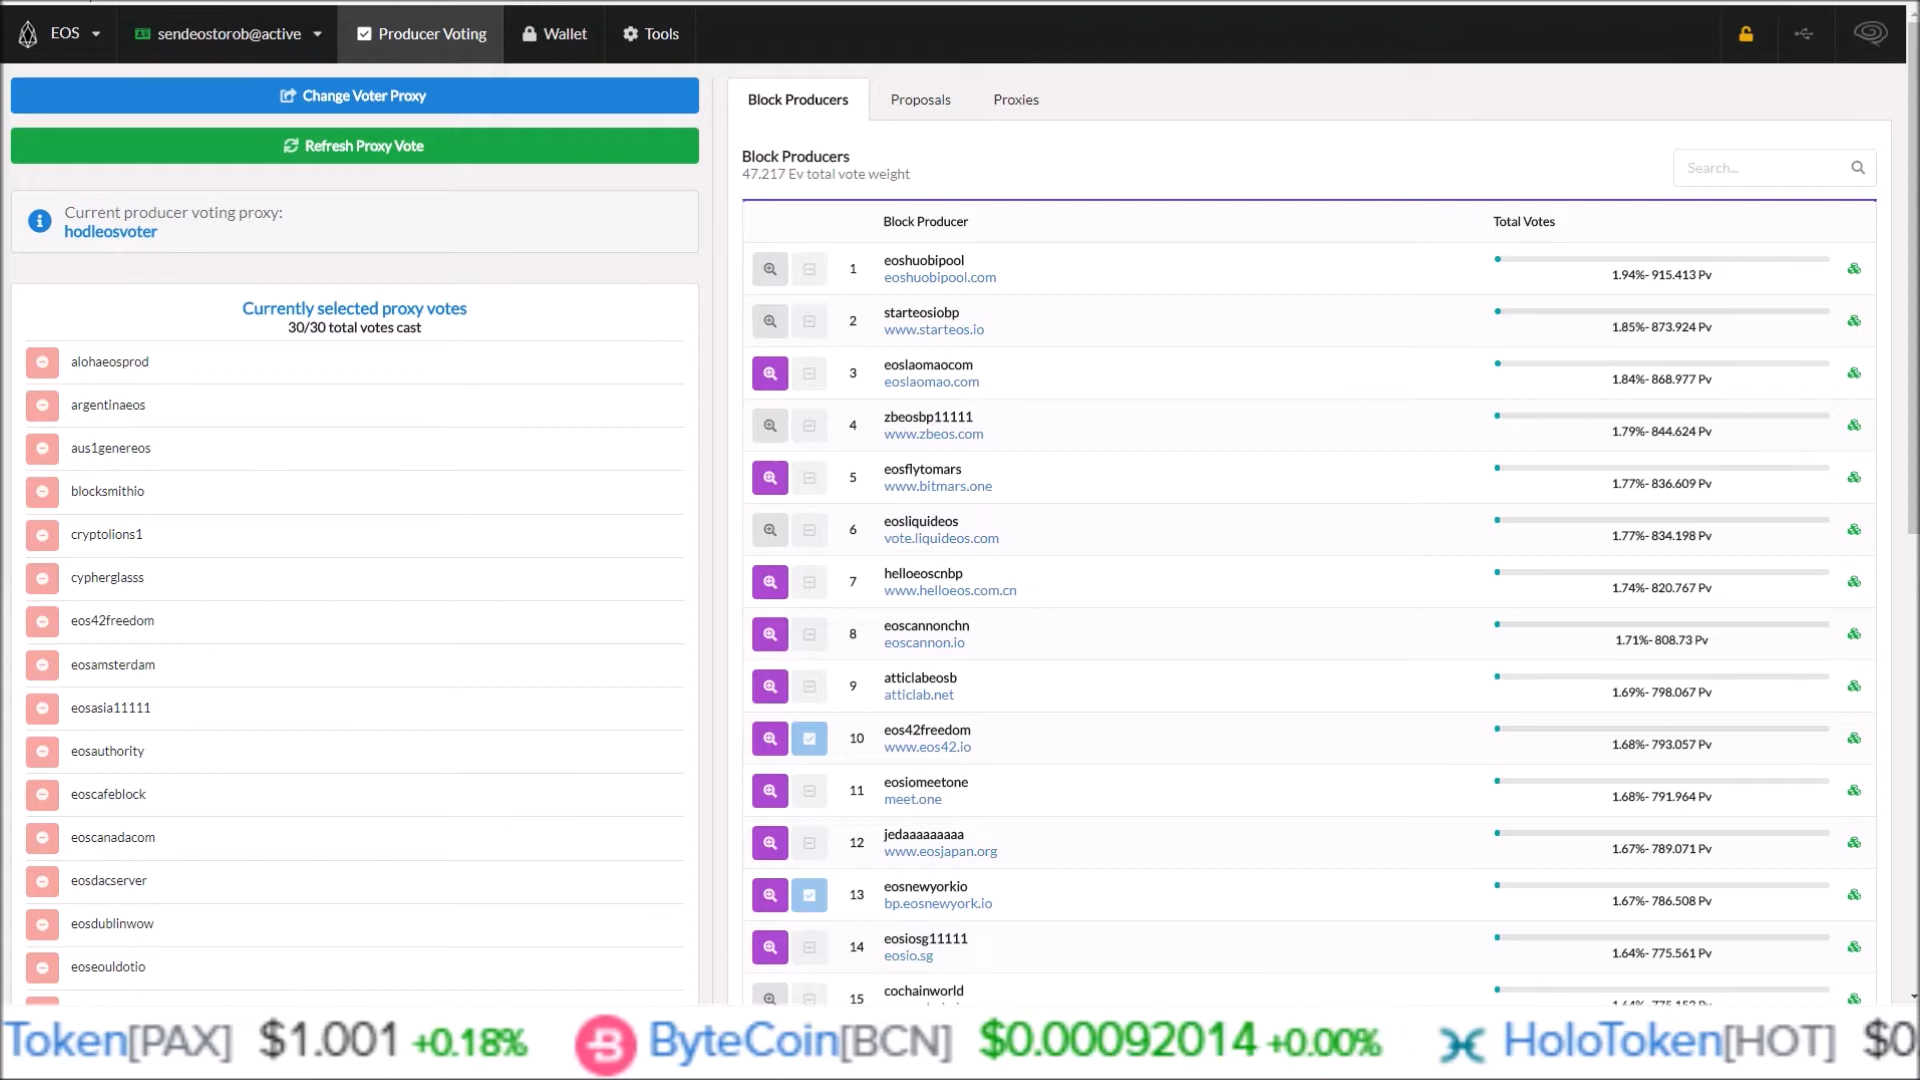 EOS
sendeostorob@active
Producer Voting
Wallet
Tools
Change Voter Proxy
Refresh Proxy Vote
Current producer voting proxy:
hodleosvoter
Currently selected proxy votes
30/30 total votes cast
alohaeosprod
argentinaeos
aus1genereos
blocksmithio
cryptolions1
cypherglasss
eos42freedom
eosamsterdam
eosasia11111
eosauthority
eoscafeblock
eoscanadacom
eosdacserver
eosdublinwow
eoseouldotio
Block Producers
Proposals
Proxies
Block Producers
47.217 Ev total vote weight
Search...
Block Producer
Total Votes
1
eoshuobipool
eoshuobipool.com
1.94%- 915.413 Pv
2
starteosiobp
www.starteos.io
1.85%- 873.924 Pv
3
eoslaomaocom
eoslaomao.com
1.84%- 868.977 Pv
4
zbeosbp11111
www.zbeos.com
1.79%- 844.624 Pv
5
eosflytomars
www.bitmars.one
1.77%- 836.609 Pv
6
eosliquideos
vote.liquideos.com
1.77%- 834.198 Pv
7
helloeoscnbp
www.helloeos.com.cn
1.74%- 820.767 Pv
8
eoscannonchn
eoscannon.io
1.71%- 808.73 Pv
9
atticlabeosb
atticlab.net
1.69%- 798.067 Pv
10
eos42freedom
www.eos42.io
1.68%- 793.057 Pv
11
eosiomeetone
meet.one
1.68%- 791.964 Pv
12
jedaaaaaaaaa
www.eosjapan.org
1.67%- 789.071 Pv
13
eosnewyorkio
bp.eosnewyork.io
1.67%- 786.508 Pv
14
eosiosg11111
eosio.sg
1.64%- 775.561 Pv
15
cochainworld
Token[PAX] $1.001 +0.18% ByteCoin[BCN] $0.00092014 +0.00% HoloToken[HOT] $0